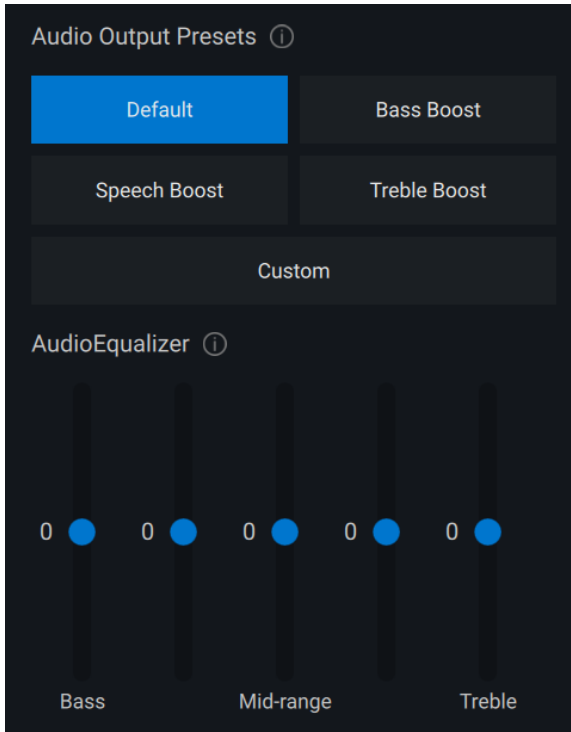 Audio Output Presets
Default Bass Boost
Speech Boost Treble Boost
Custom
AudioEqualizer
0 0 0 0 0
Bass Mid-range Treble